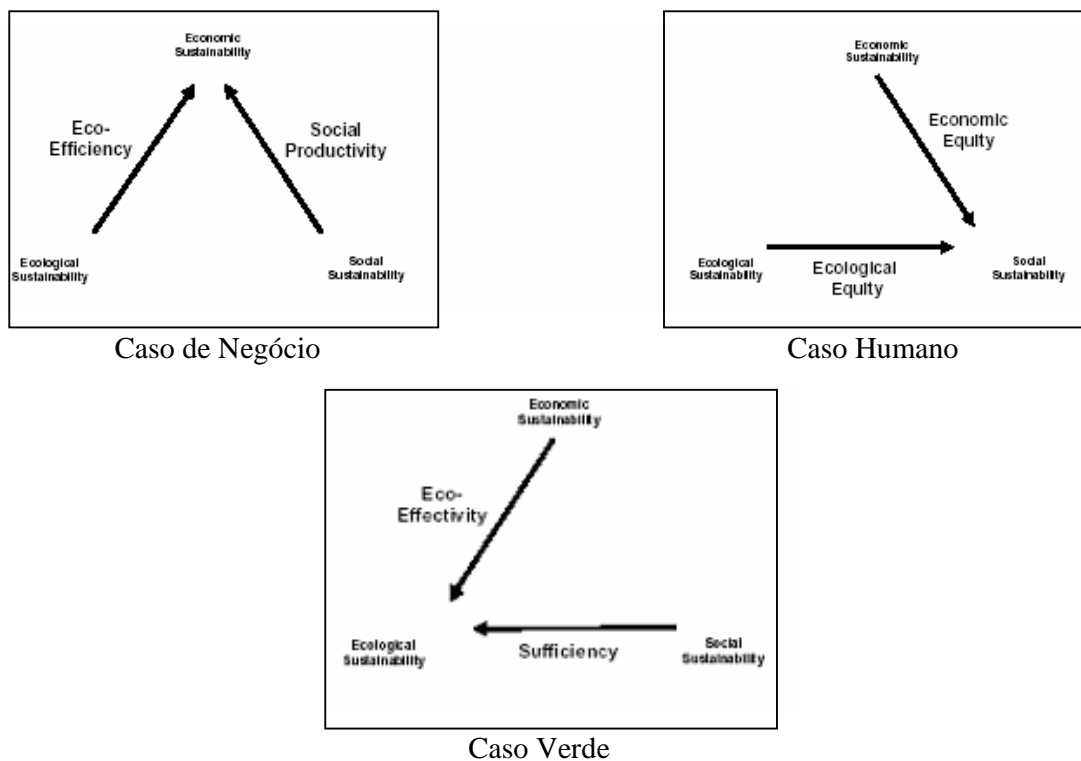 Economic
Sustainability
Eco-
Efficiency
Social
Productivity
Ecological
Sustainability
Social
Sustainability
Caso de Negócio
Economic
Sustainability
Economic
Equity
Ecological
Sustainability
Ecological
Equity
Social
Sustainability
Caso Humano
Economic
Sustainability
Eco-
Effectivity
Ecological
Sustainability
Sufficiency
Social
Sustainability
Caso Verde